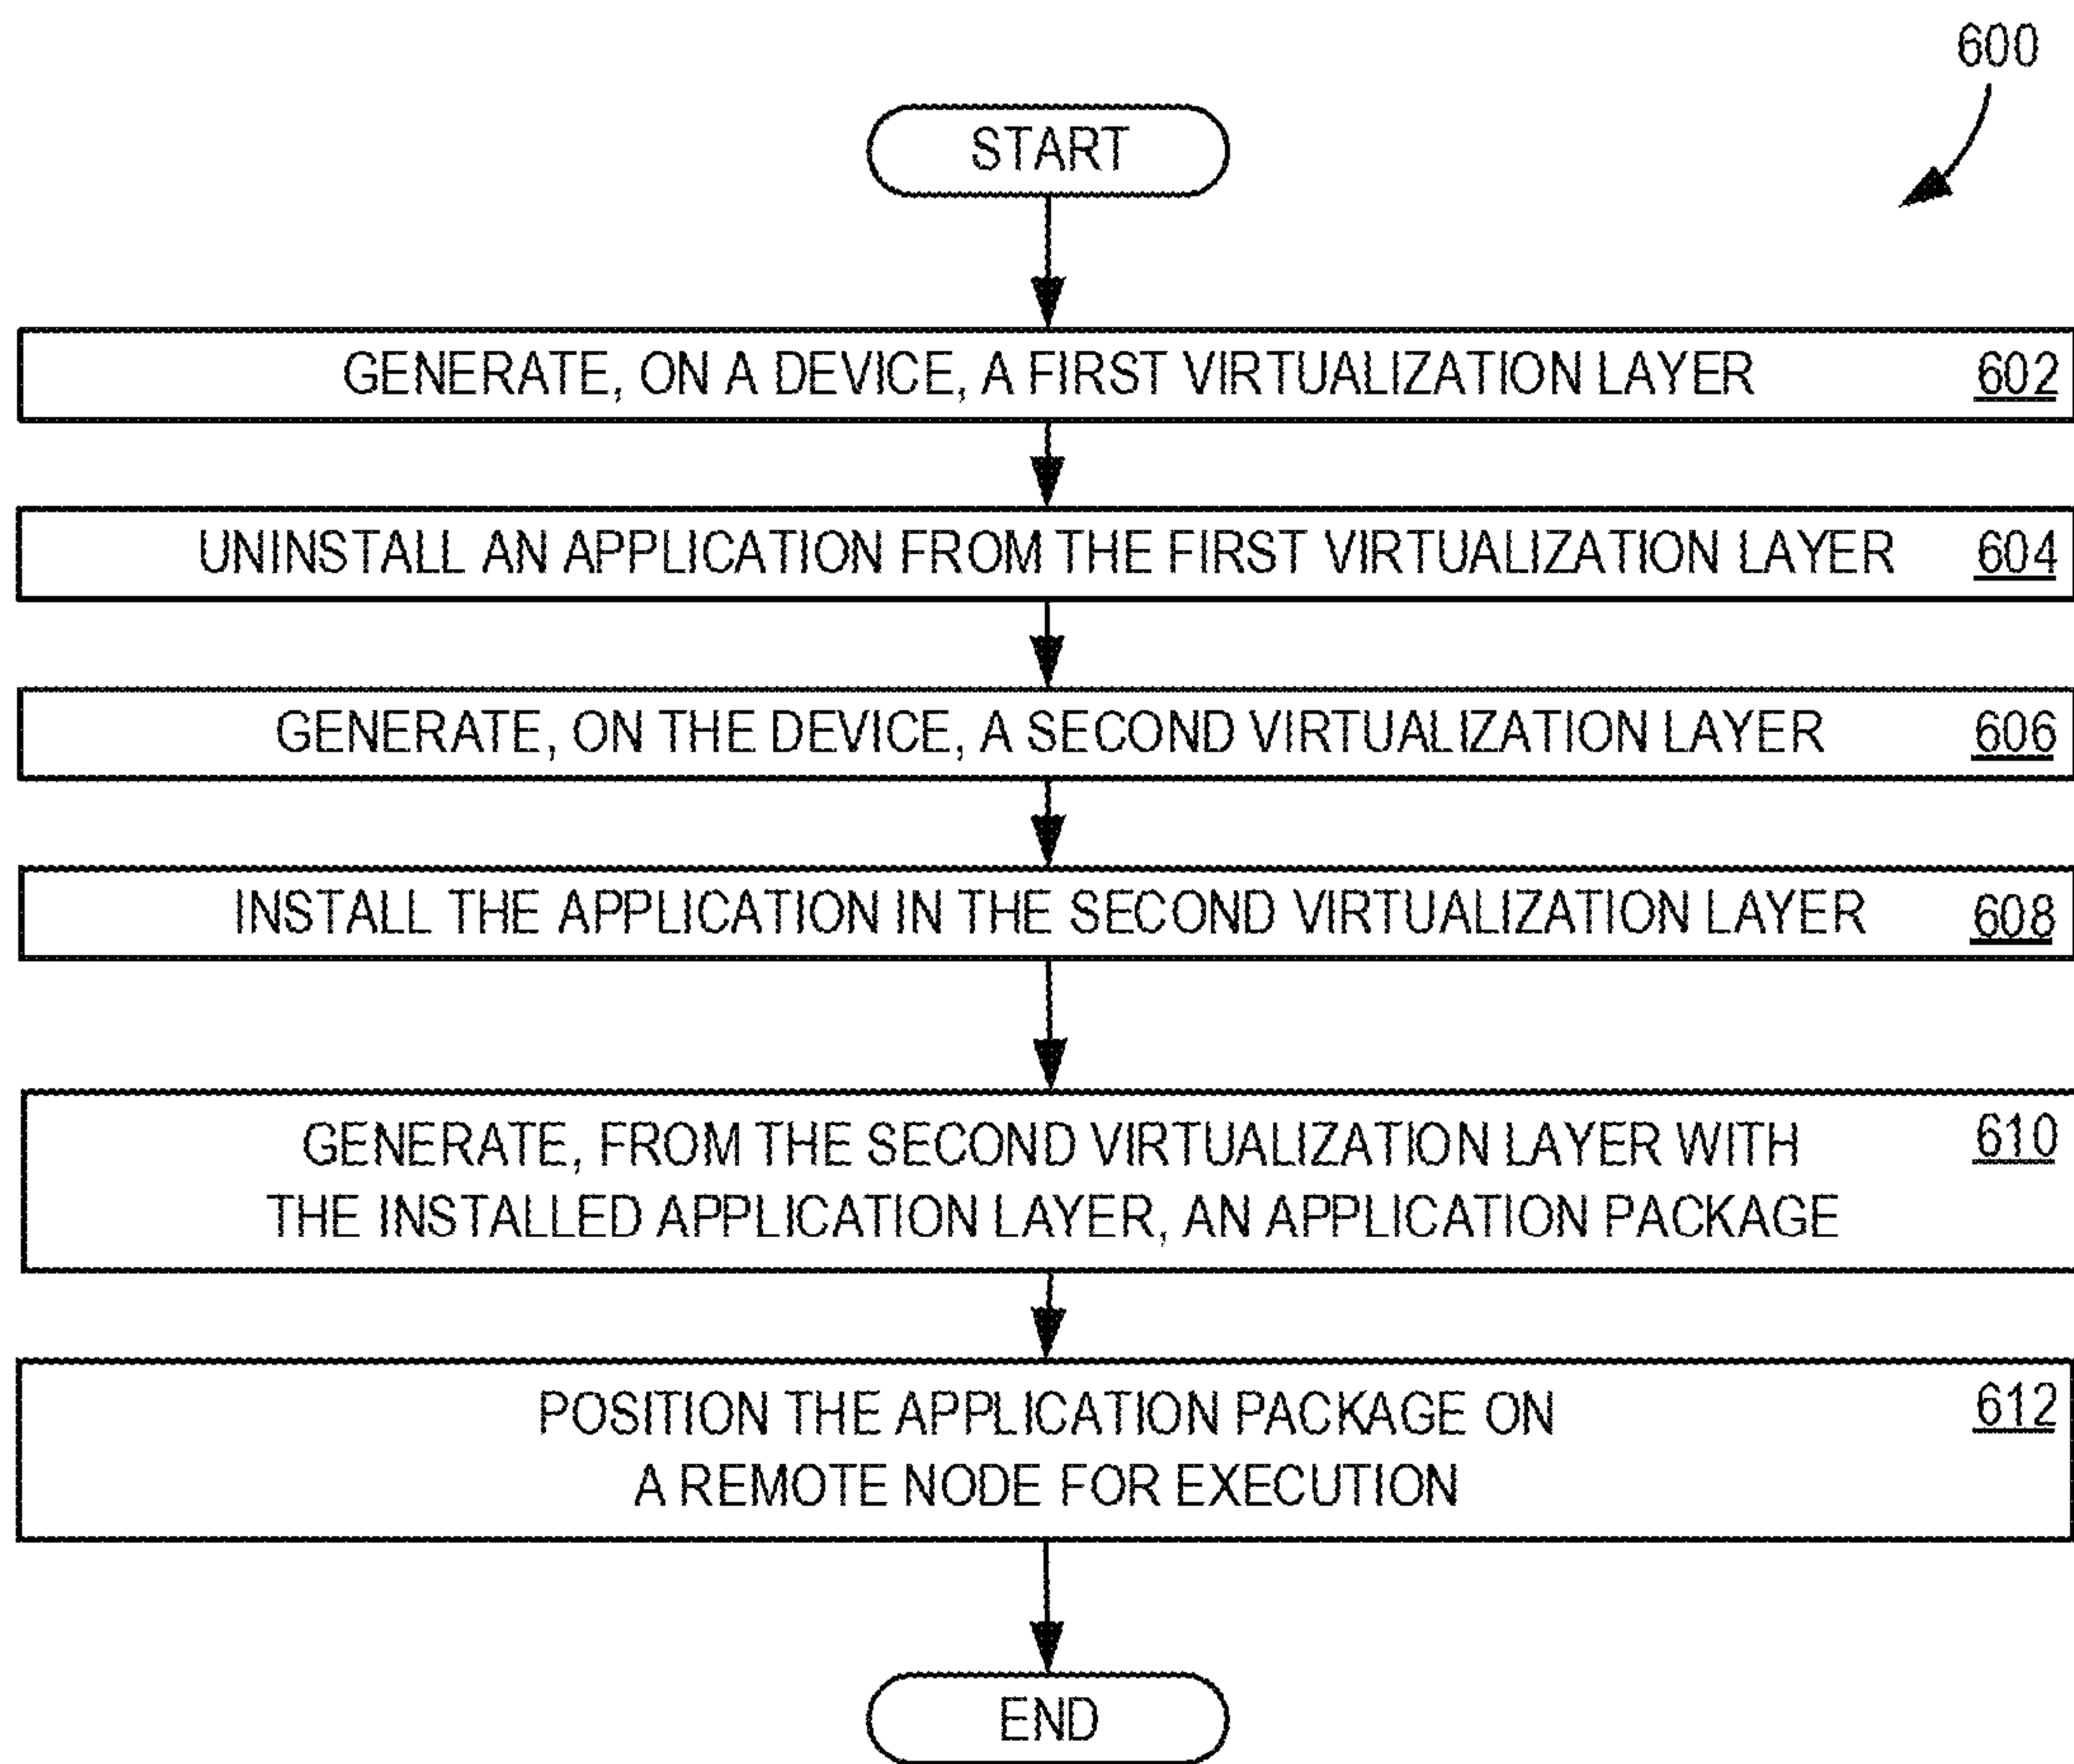 600
START
GENERATE, ON A DEVICE, A FIRST VIRTUALIZATION LAYER 602
UNINSTALL AN APPLICATION FROM THE FIRST VIRTUALIZATION LAYER 604
GENERATE, ON THE DEVICE, A SECOND VIRTUALIZATION LAYER 606
INSTALL THE APPLICATION IN THE SECOND VIRTUALIZATION LAYER 608
GENERATE, FROM THE SECOND VIRTUALIZATION LAYER WITH 610
THE INSTALLED APPLICATION LAYER, AN APPLICATION PACKAGE
POSITION THE APPLICATION PACKAGE ON 612
A REMOTE NODE FOR EXECUTION
END